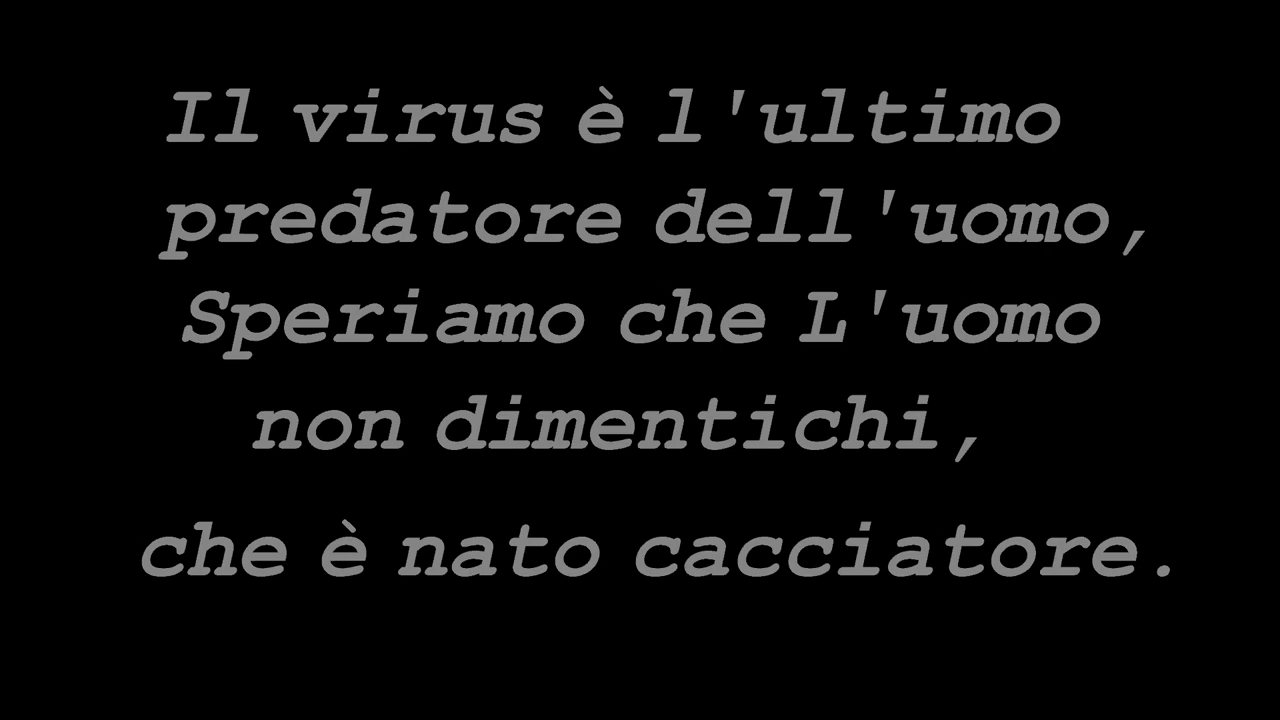 Il virus è l'ultimo
predatore dell'uomo,
Speriamo che L'uomo
non dimentichi,
che è nato cacciatore.